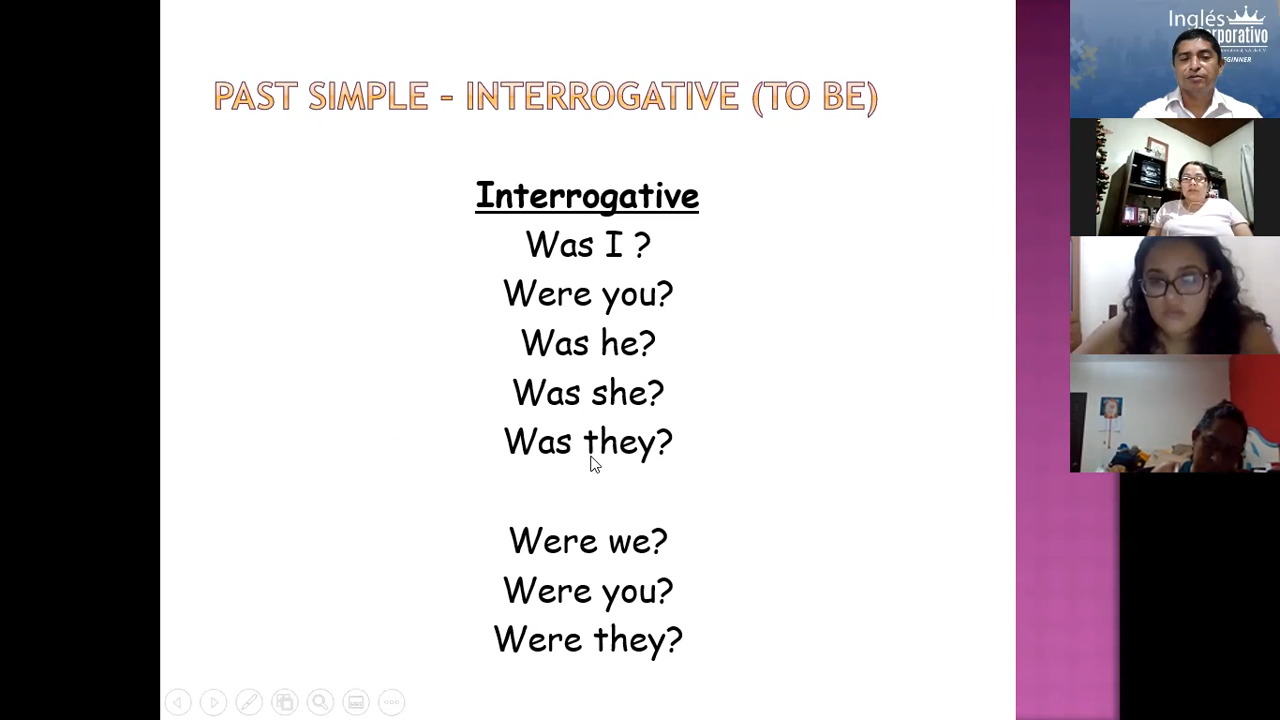 PAST SIMPLE - INTERROGATIVE (TO BE)
Interrogative
Was I ?
Were you?
Was he?
Was she?
Was they?
Were we?
Were you?
Were they?
Inglés